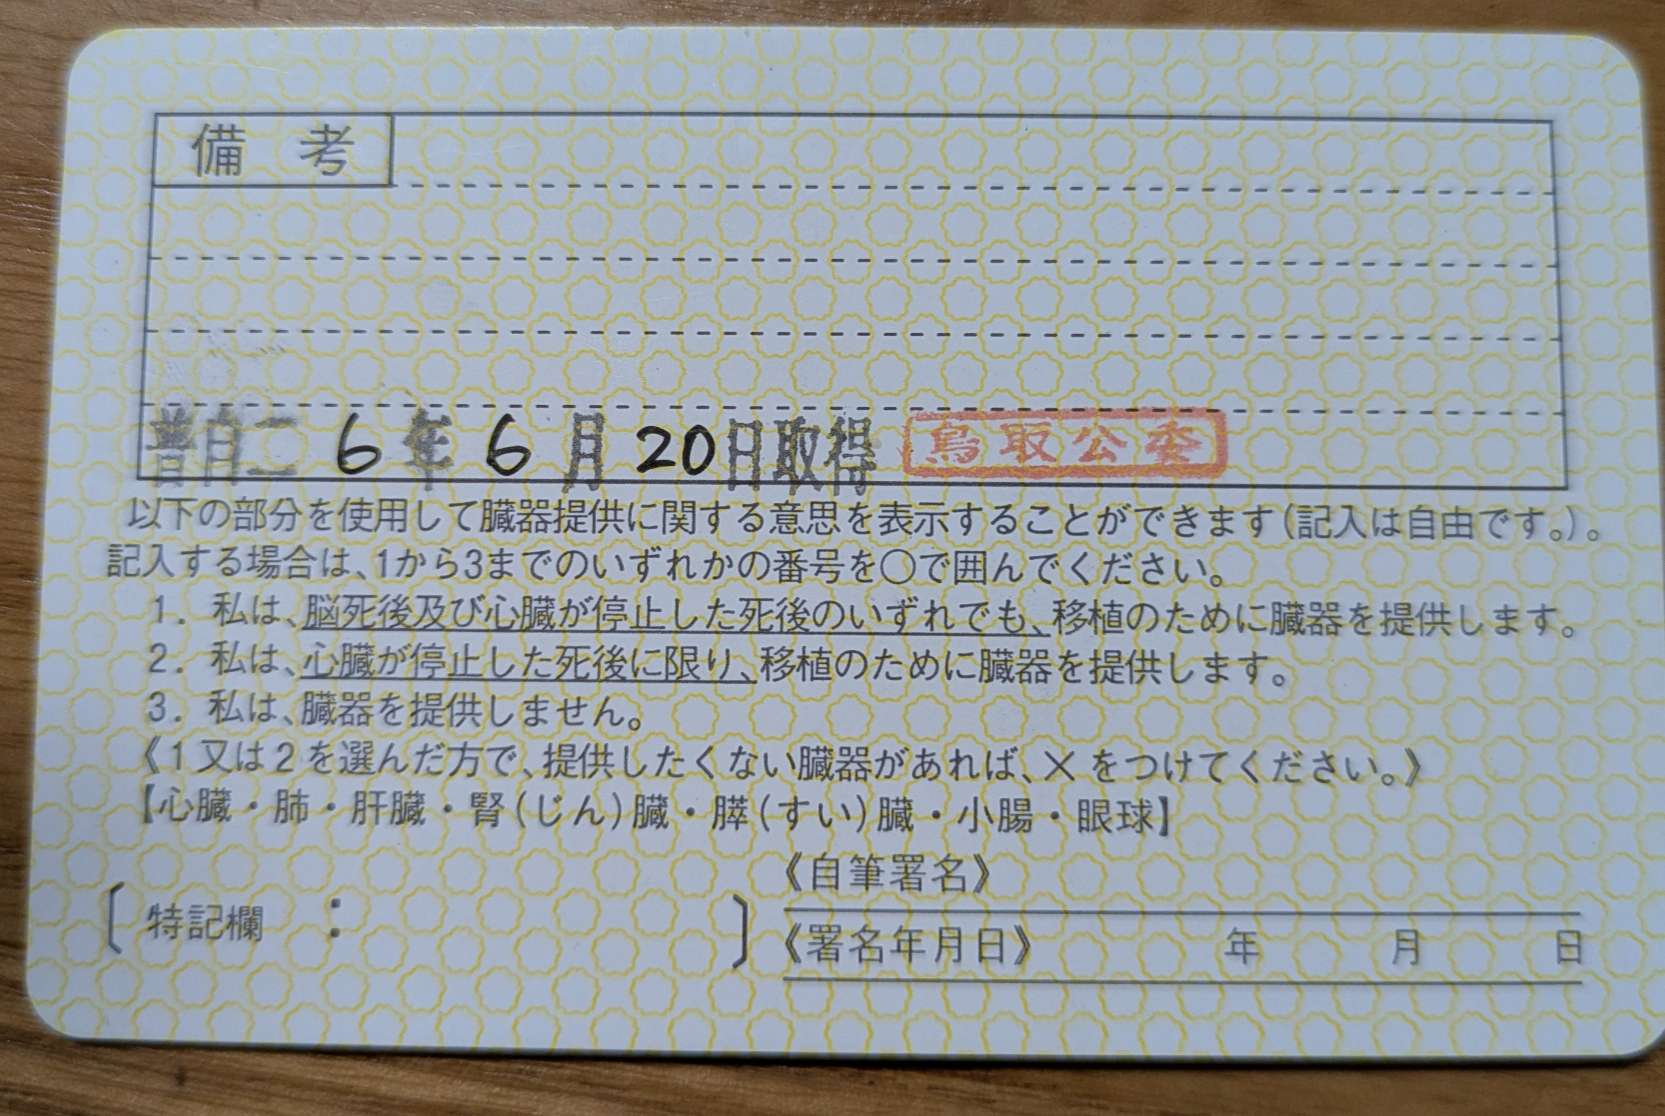 備考
普自二 6年 6月 20日取得 鳥取公委
以下の部分を使用して臓器提供に関する意思を表示することができます(記入は自由です。)。
記入する場合は、1から3までのいずれかの番号を○で囲んでください。
1. 私は、脳死後及び心臓が停止した死後のいずれでも、移植のために臓器を提供します。
2. 私は、心臓が停止した死後に限り、移植のために臓器を提供します。
3. 私は、臓器を提供しません。
《1又は2を選んだ方で、提供したくない臓器があれば、×をつけてください。》
【心臓・肺・肝臓・腎(じん)臓・膵(すい)臓・小腸・眼球】
〔特記欄 : 〕
《自筆署名》
《署名年月日》 年 月 日